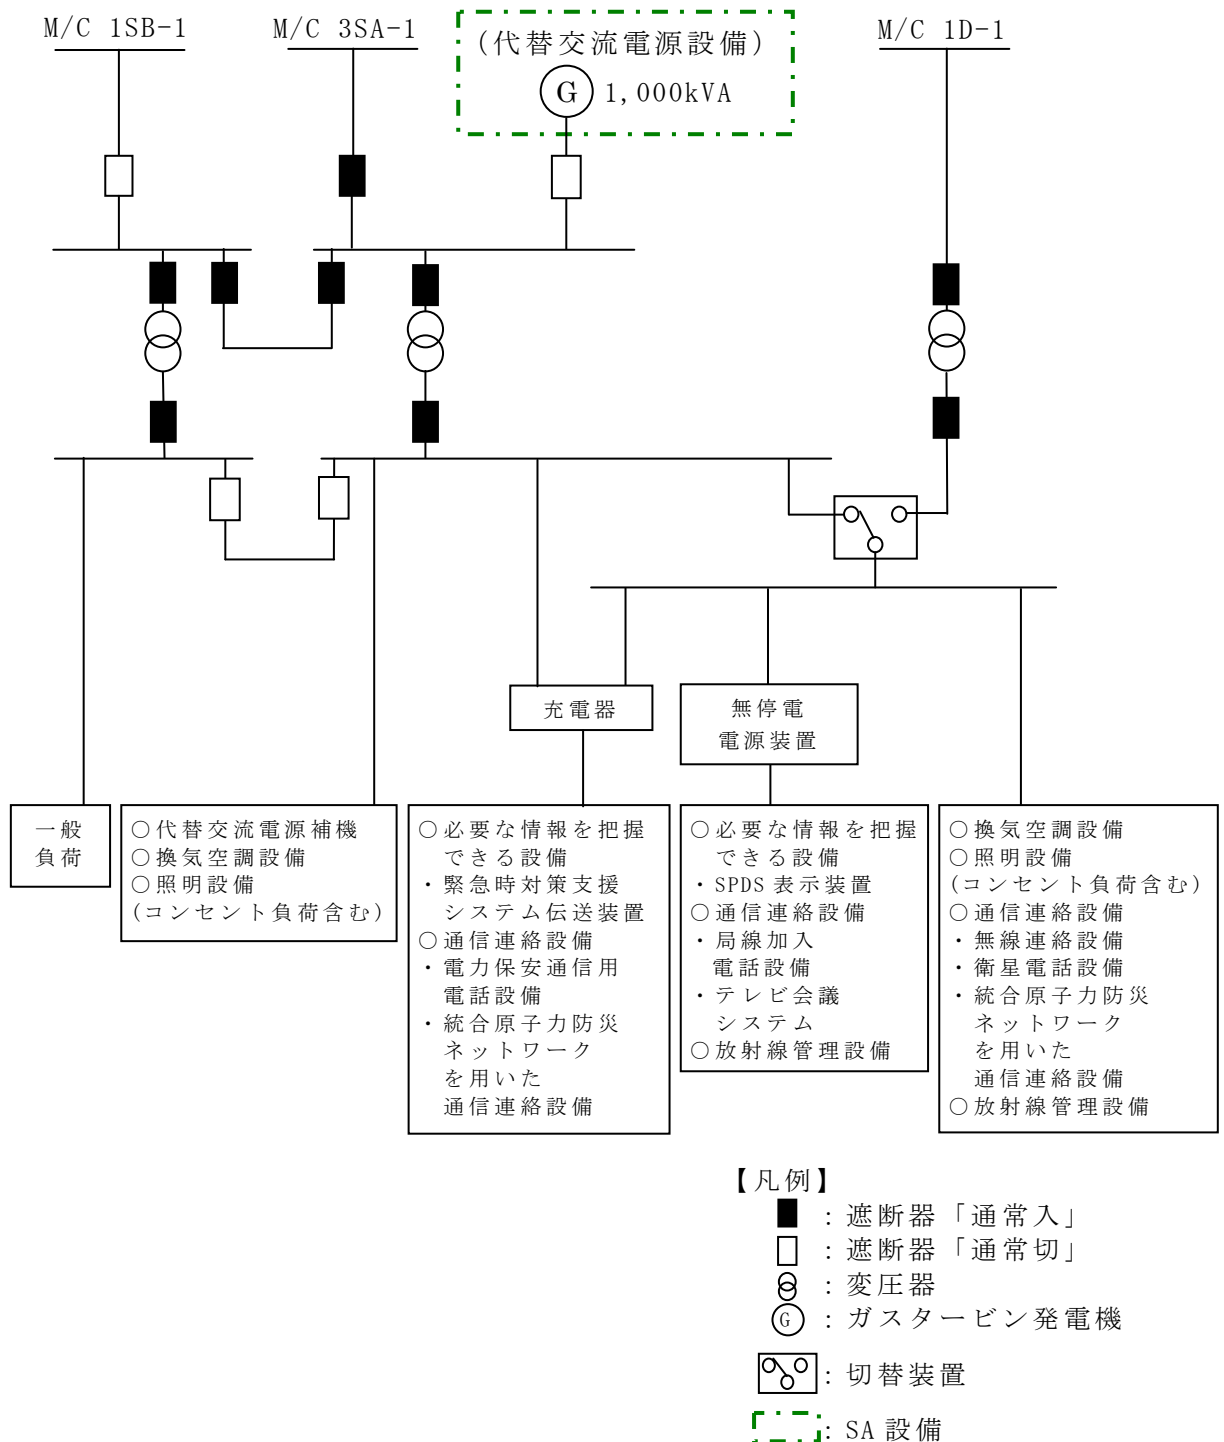 M/C 1SB-1
M/C 3SA-1
(代替交流電源設備)
G 1,000kVA
M/C 1D-1
充電器
無停電
電源装置
一般
負荷
○代替交流電源補機
○換気空調設備
○照明設備
(コンセント負荷含む)
○必要な情報を把握
できる設備
・緊急時対策支援
システム伝送装置
○通信連絡設備
・電力保安通信用
電話設備
・統合原子力防災
ネットワーク
を用いた
通信連絡設備
○必要な情報を把握
できる設備
・SPDS 表示装置
○通信連絡設備
・局線加入
電話設備
・テレビ会議
システム
○放射線管理設備
○換気空調設備
○照明設備
(コンセント負荷含む)
○通信連絡設備
・無線連絡設備
・衛星電話設備
・統合原子力防災
ネットワーク
を用いた
通信連絡設備
○放射線管理設備
【凡例】
：遮断器「通常入」
：遮断器「通常切」
：変圧器
G：ガスタービン発電機
：切替装置
：SA 設備